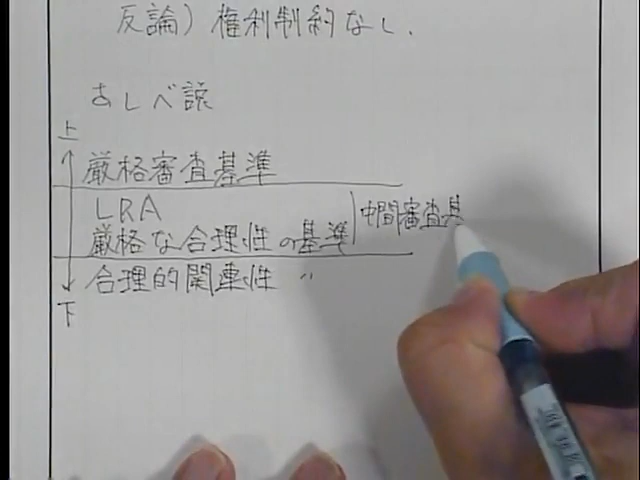 反論）権利制約なし.
あしべ説
上
厳格審査基準
LRA
厳格な合理性の基準
中間審査基
合理的関連性 〃
下